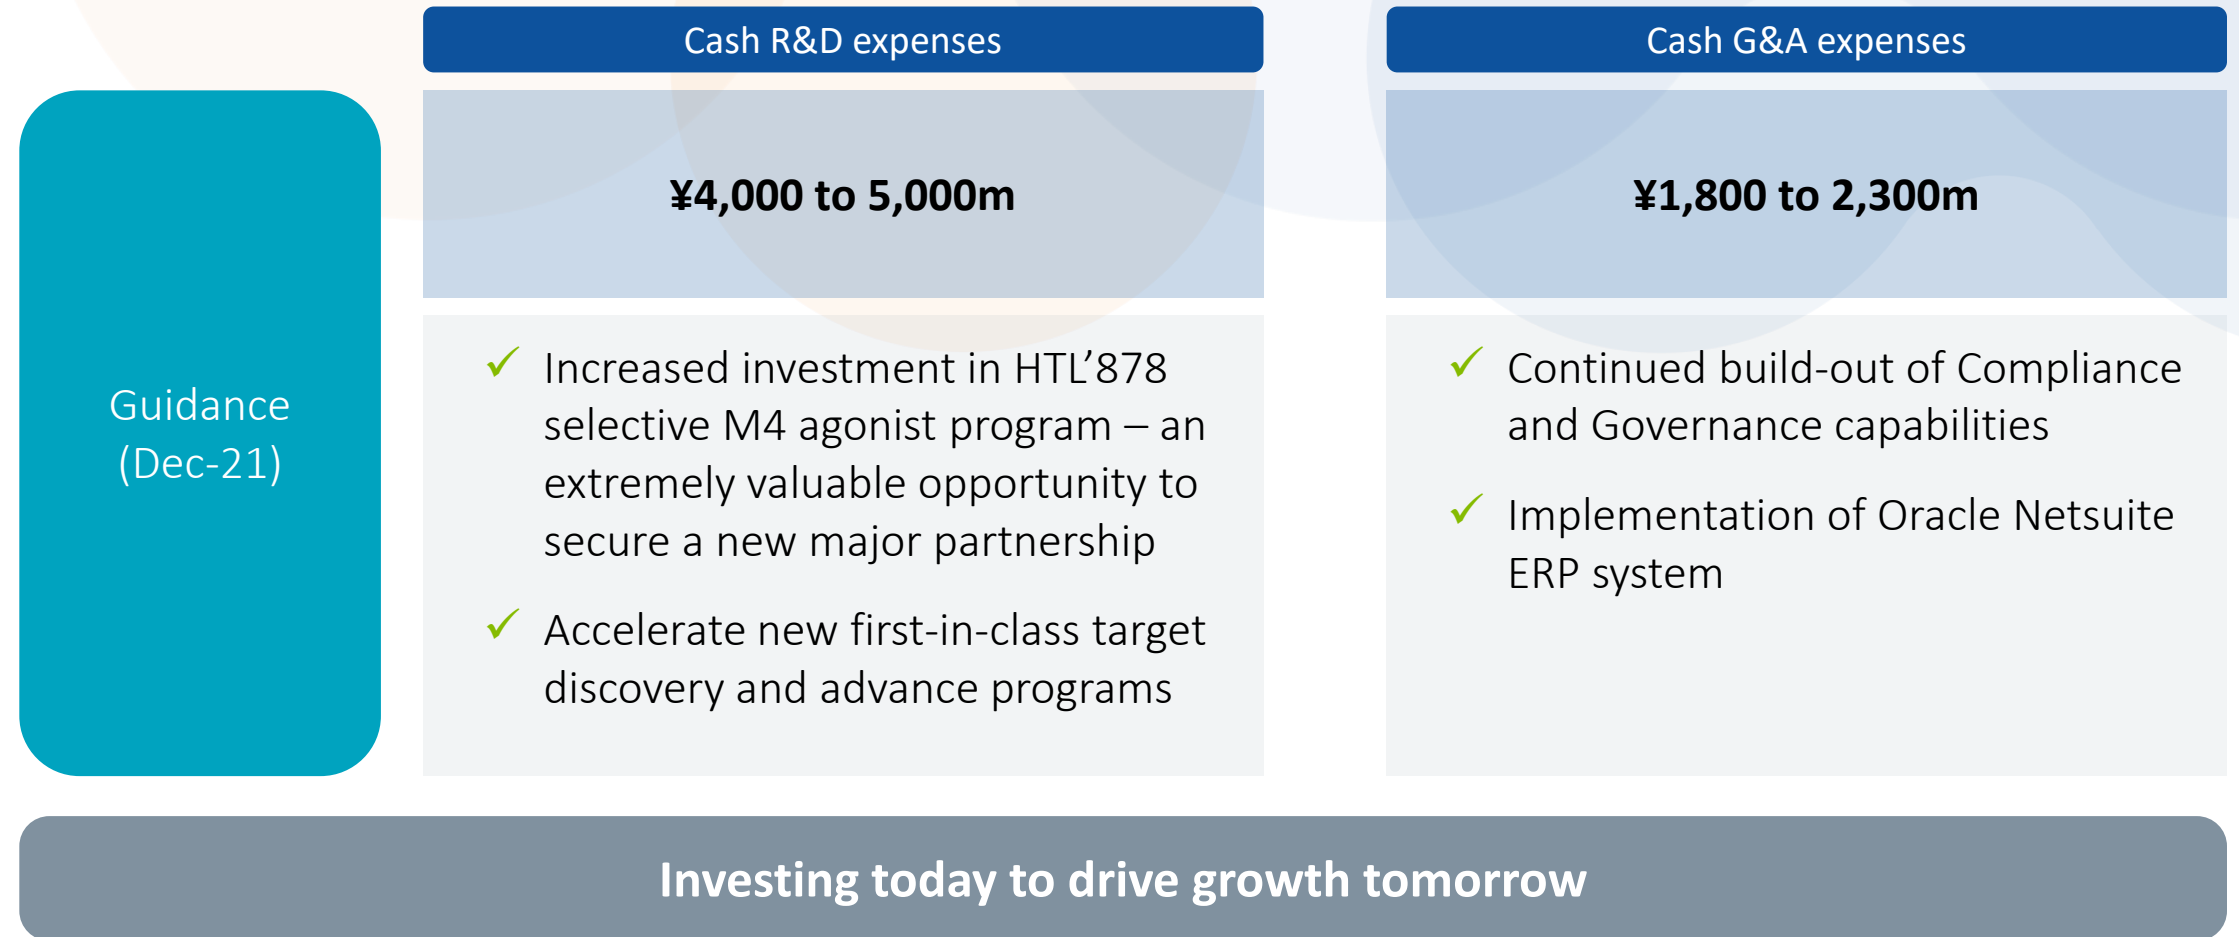 Cash R&D expenses
Cash G&A expenses
Guidance
(Dec-21)
¥4,000 to 5,000m
¥1,800 to 2,300m
✓ Increased investment in HTL’878
selective M4 agonist program – an
extremely valuable opportunity to
secure a new major partnership
✓ Accelerate new first-in-class target
discovery and advance programs
✓ Continued build-out of Compliance
and Governance capabilities
✓ Implementation of Oracle Netsuite
ERP system
Investing today to drive growth tomorrow